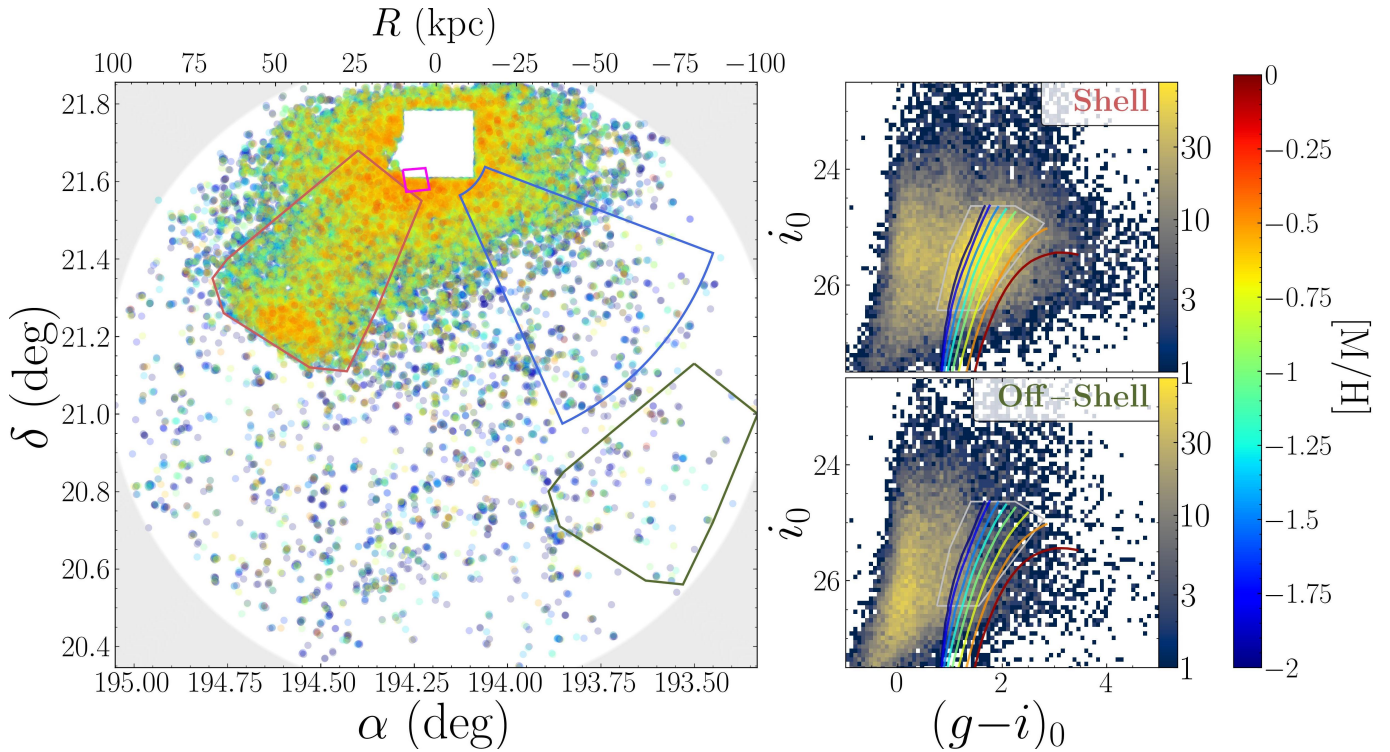 R (kpc)
100 75 50 25 0 −25 −50 −75 −100
21.8
21.6
21.4
21.2
21.0
20.8
20.6
20.4
δ (deg)
195.00 194.75 194.50 194.25 194.00 193.75 193.50
α (deg)
Shell
24
26
i₀
30
10
3
1
Off−Shell
24
26
i₀
1
30
10
3
1
0 2 4
(g−i)₀
0
−0.25
−0.5
−0.75
−1
−1.25
−1.5
−1.75
−2
[M/H]